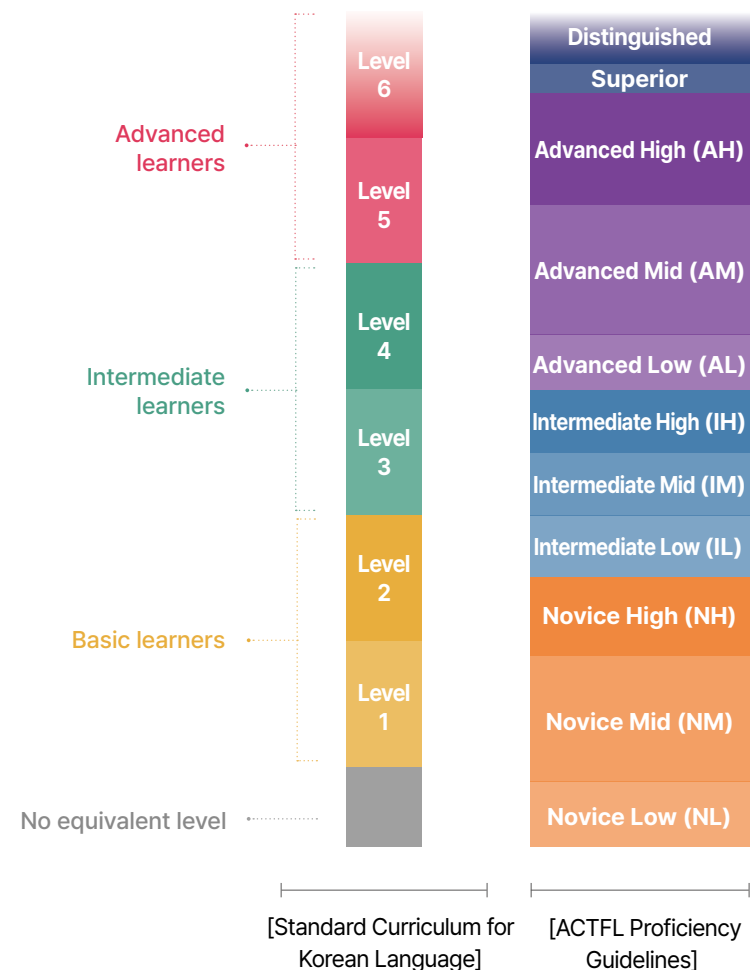 Advanced
learners
Intermediate
learners
Basic learners
No equivalent level
Level
6
Level
5
Level
4
Level
3
Level
2
Level
1
[Standard Curriculum for
Korean Language]
Distinguished
Superior
Advanced High (AH)
Advanced Mid (AM)
Advanced Low (AL)
Intermediate High (IH)
Intermediate Mid (IM)
Intermediate Low (IL)
Novice High (NH)
Novice Mid (NM)
Novice Low (NL)
[ACTFL Proficiency
Guidelines]